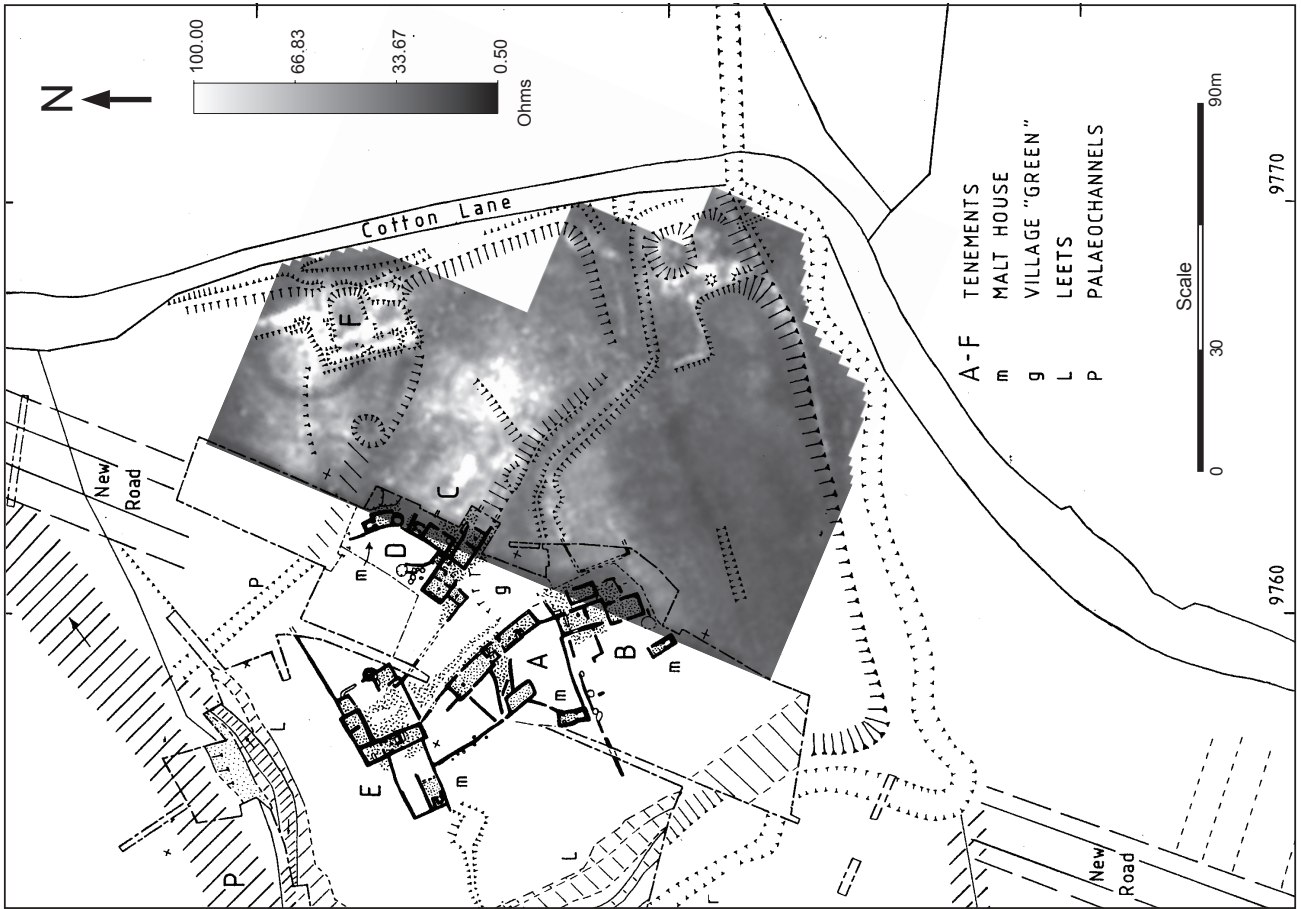 N
100.00
66.83
33.67
0.50
Ohms
Cotton Lane
New
Road
F
C
D
m
P
g
A
B
m
m
E
m
L
P
L
A-F TENEMENTS
m MALT HOUSE
g VILLAGE "GREEN"
L LEETS
P PALAEOCHANNELS
Scale
0 30 90m
9770
9760
New
Road